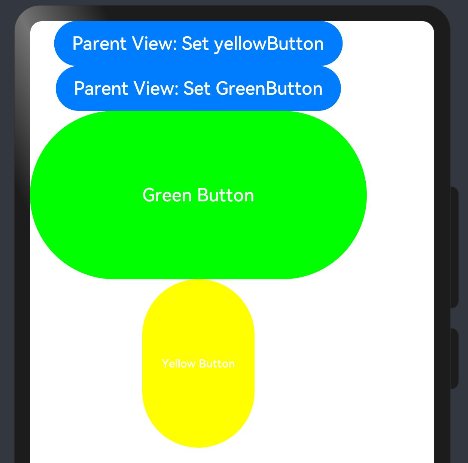 Parent View: Set yellowButton
Parent View: Set GreenButton
Green Button
Yellow Button